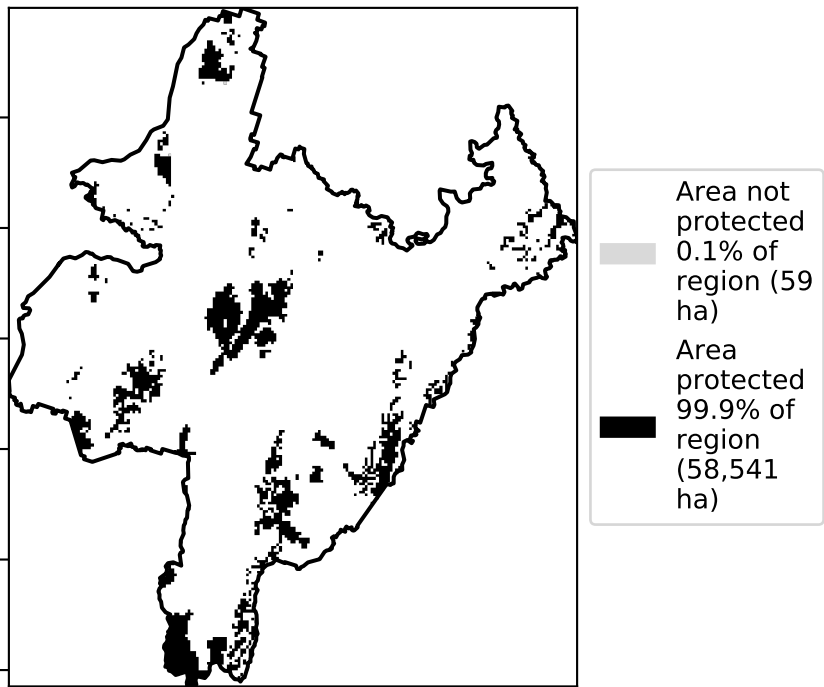 Area not
protected
0.1% of
region (59
ha)
Area
protected
99.9% of
region
(58,541
ha)